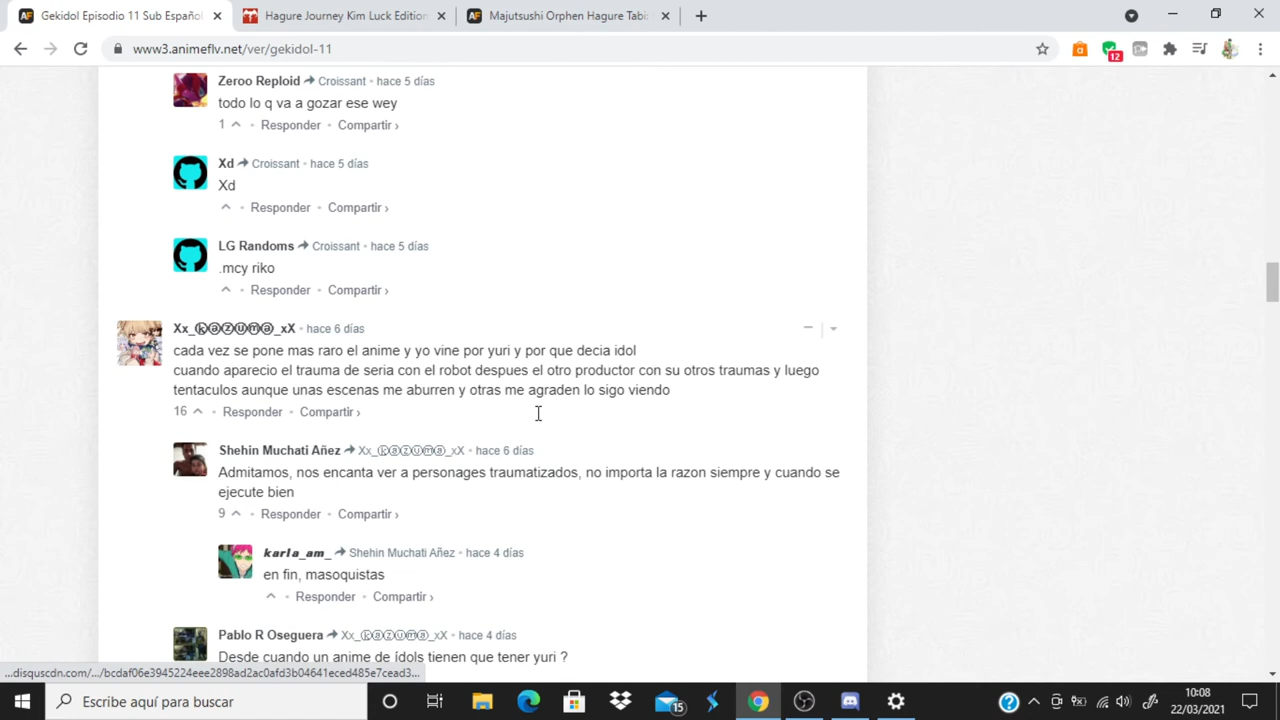 Gekidol Episodio 11 Sub Español
Hagure Journey Kim Luck Edition
Majutsushi Orphen Hagure Tabi:
www3.animeflv.net/ver/gekidol-11
12
Zeroo Reploid Croissant • hace 5 días
todo lo q va a gozar ese wey
1 • Responder • Compartir ›
Xd Croissant • hace 5 días
Xd
• Responder • Compartir ›
LG Randoms Croissant • hace 5 días
.mcy riko
• Responder • Compartir ›
Xx_ⓚⓐⓩⓤⓜⓐ_xX • hace 6 días
cada vez se pone mas raro el anime y yo vine por yuri y por que decia idol
cuando aparecio el trauma de seria con el robot despues el otro productor con su otros traumas y luego
tentaculos aunque unas escenas me aburren y otras me agraden lo sigo viendo
16 • Responder • Compartir ›
Shehin Muchati Añez Xx_ⓚⓐⓩⓤⓜⓐ_xX • hace 6 días
Admitamos, nos encanta ver a personages traumatizados, no importa la razon siempre y cuando se
ejecute bien
9 • Responder • Compartir ›
𝙠𝙖𝙧𝙡𝙖_𝙖𝙢_ Shehin Muchati Añez • hace 4 días
en fin, masoquistas
• Responder • Compartir ›
Pablo R Oseguera Xx_ⓚⓐⓩⓤⓜⓐ_xX • hace 4 días
Desde cuando un anime de ídols tienen que tener yuri ?
...disquscdn.com/.../bcdaf06e3945224eee2898ad2ac0afd3b04641eced485e7cead3...
Escribe aquí para buscar
15
10:08
22/03/2021